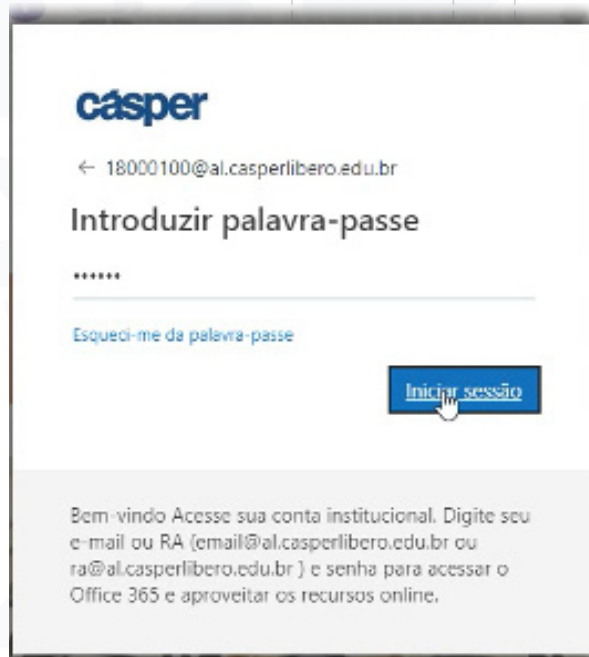 cásper
← 18000100@al.casperlibero.edu.br
Introduzir palavra-passe
••••••
Esqueci-me da palavra-passe
Iniciar sessão
Bem-vindo Acesse sua conta institucional. Digite seu
e-mail ou RA (email@al.casperlibero.edu.br ou
ra@al.casperlibero.edu.br ) e senha para acessar o
Office 365 e aproveitar os recursos online.